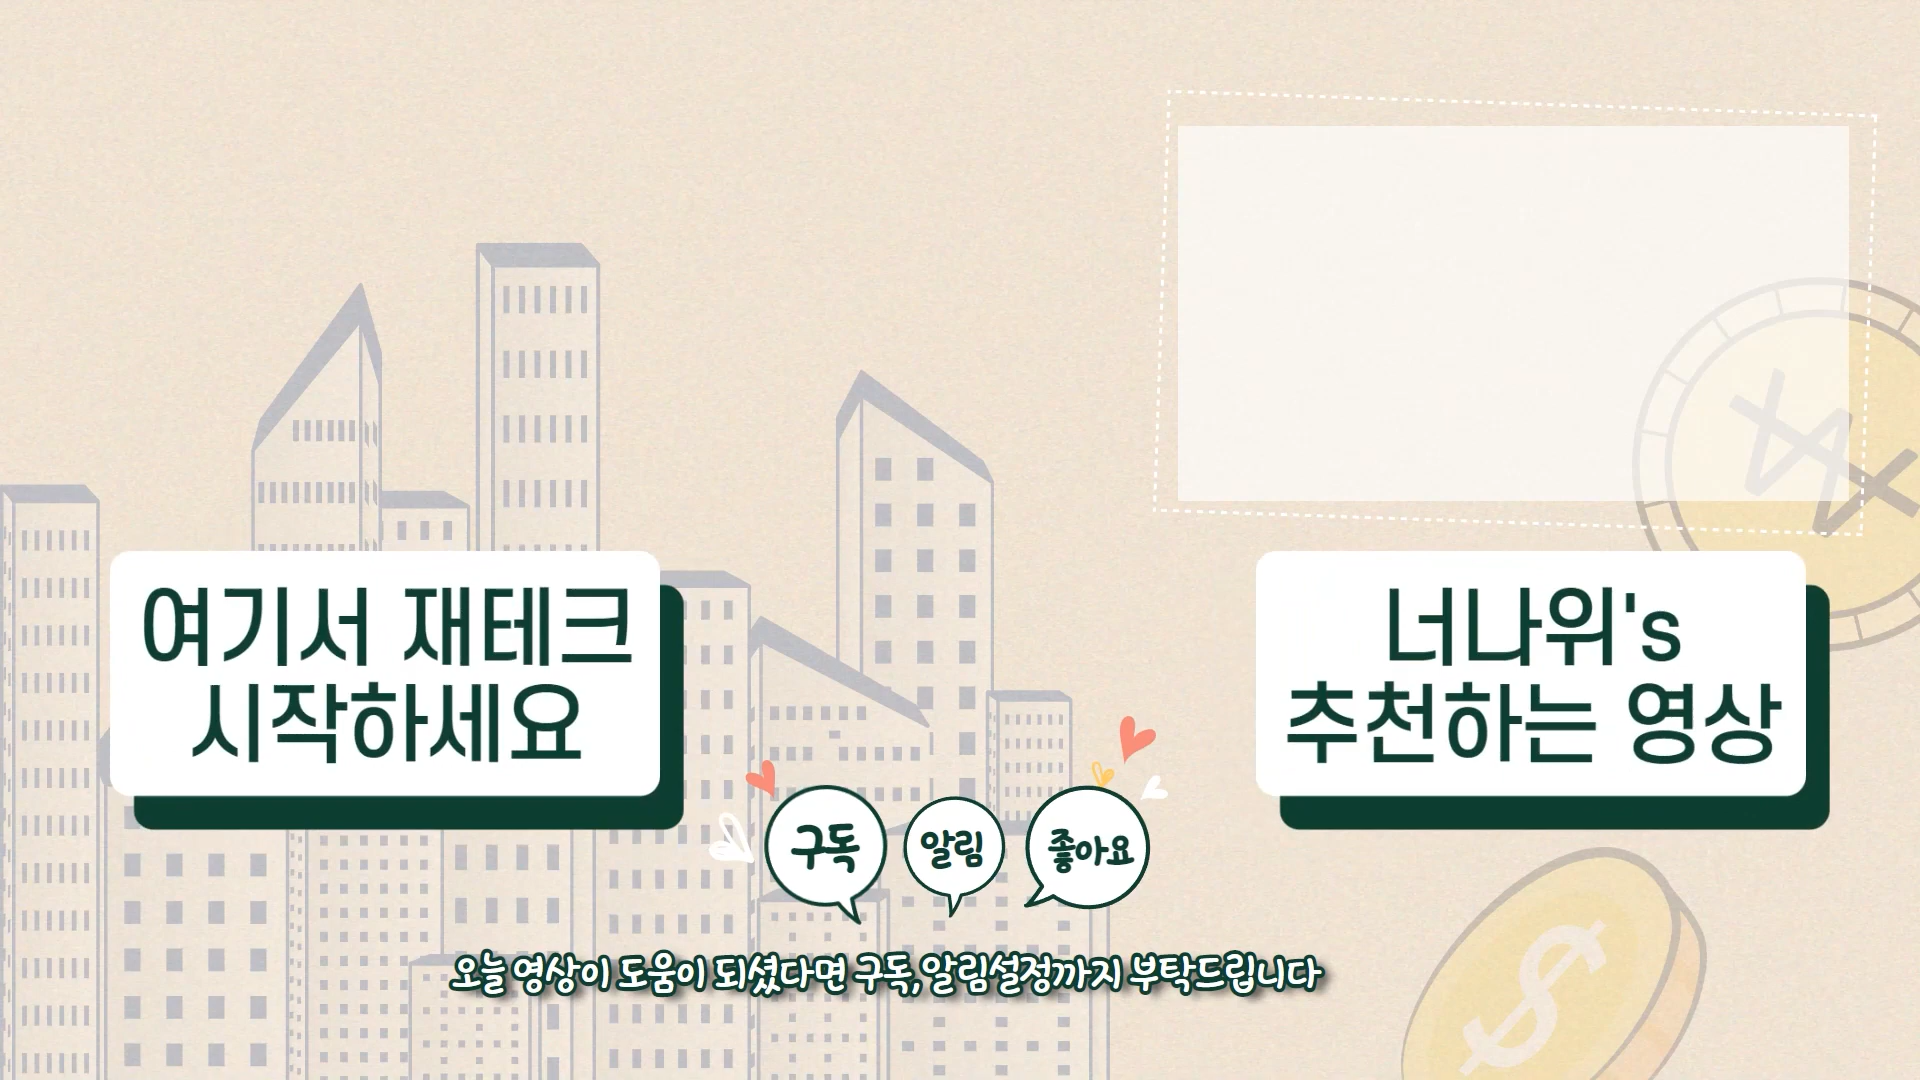 여기서 재테크
시작하세요
너나위's
추천하는 영상
구독
알림
좋아요
오늘 영상이 도움이 되셨다면 구독, 알림설정까지 부탁드립니다